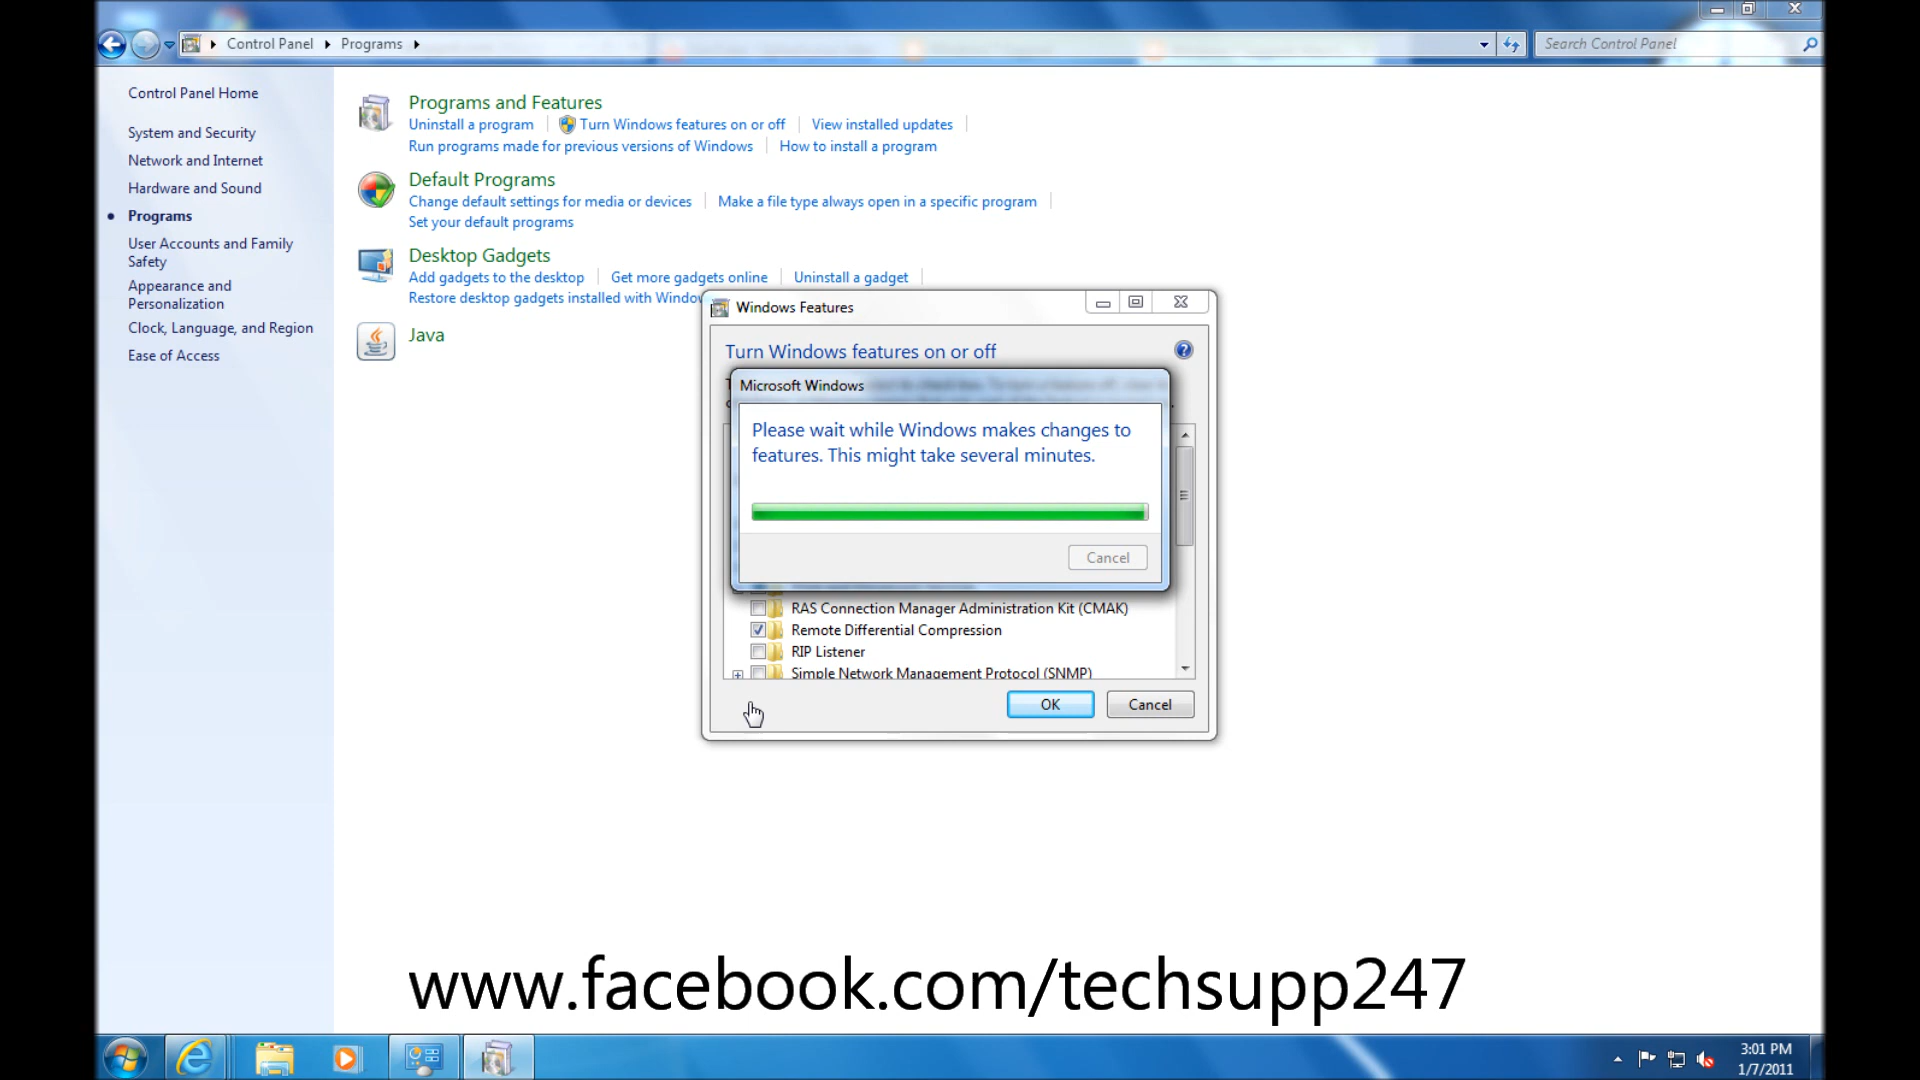 Control Panel
Programs
Search Control Panel
Control Panel Home
System and Security
Network and Internet
Hardware and Sound
Programs
User Accounts and Family
Safety
Appearance and
Personalization
Clock, Language, and Region
Ease of Access
Programs and Features
Uninstall a program
Turn Windows features on or off
View installed updates
Run programs made for previous versions of Windows
How to install a program
Default Programs
Change default settings for media or devices
Make a file type always open in a specific program
Set your default programs
Desktop Gadgets
Add gadgets to the desktop
Get more gadgets online
Uninstall a gadget
Restore desktop gadgets installed with Windo
Java
Windows Features
Turn Windows features on or off
Microsoft Windows
Please wait while Windows makes changes to
features. This might take several minutes.
Cancel
RAS Connection Manager Administration Kit (CMAK)
Remote Differential Compression
RIP Listener
Simple Network Management Protocol (SNMP)
OK
Cancel
www.facebook.com/techsupp247
3:01 PM
1/7/2011